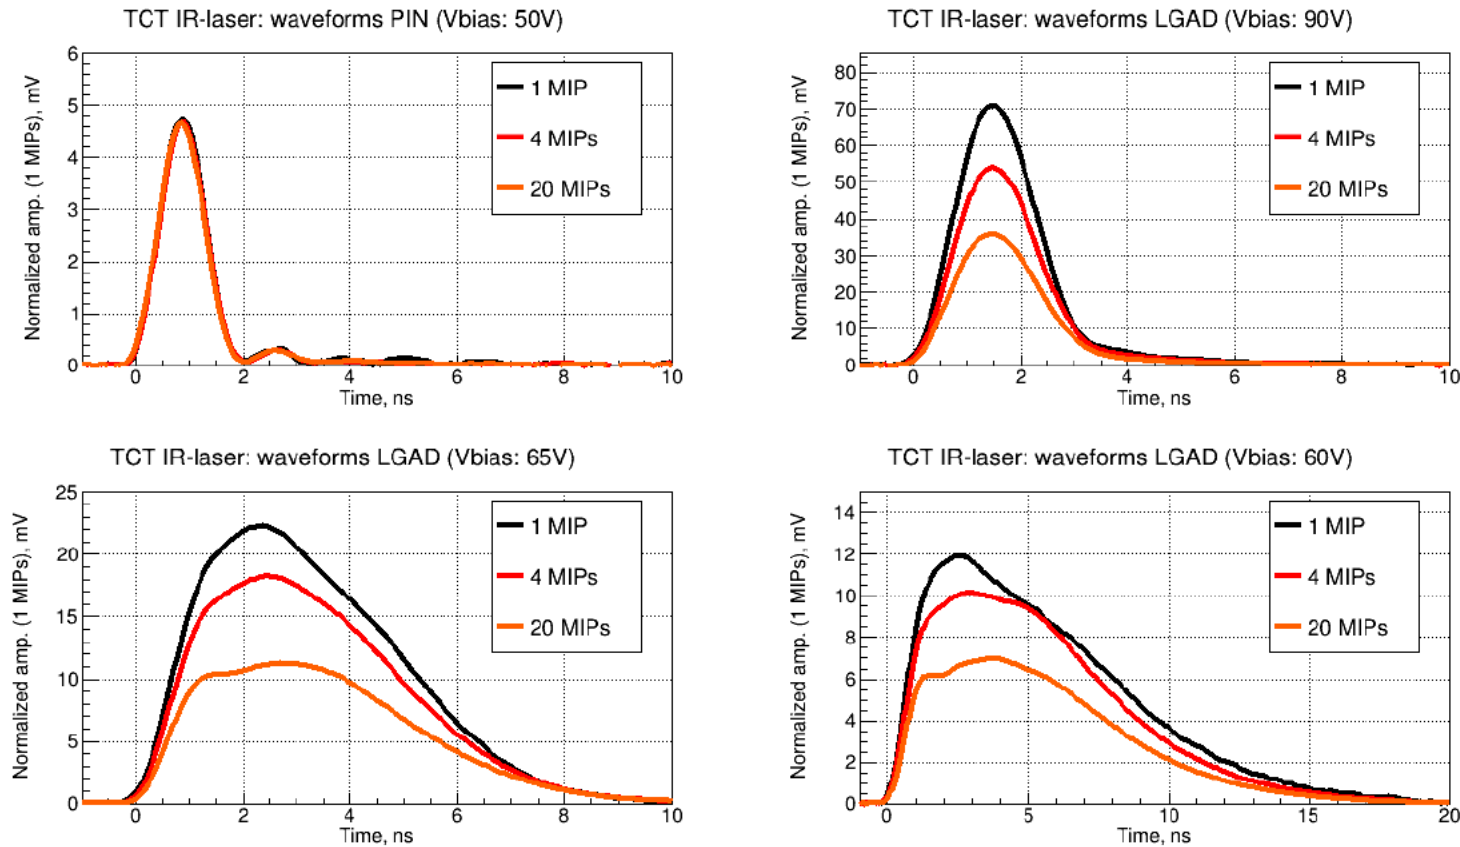 TCT IR-laser: waveforms PIN (Vbias: 50V)
Normalized amp. (1 MIPs), mV
6
5
4
3
2
1
0
1 MIP
4 MIPs
20 MIPs
0 2 4 6 8 10
Time, ns
TCT IR-laser: waveforms LGAD (Vbias: 90V)
Normalized amp. (1 MIPs), mV
80
70
60
50
40
30
20
10
0
1 MIP
4 MIPs
20 MIPs
0 2 4 6 8 10
Time, ns
TCT IR-laser: waveforms LGAD (Vbias: 65V)
Normalized amp. (1 MIPs), mV
25
20
15
10
5
0
1 MIP
4 MIPs
20 MIPs
0 2 4 6 8 10
Time, ns
TCT IR-laser: waveforms LGAD (Vbias: 60V)
Normalized amp. (1 MIPs), mV
14
12
10
8
6
4
2
0
1 MIP
4 MIPs
20 MIPs
0 5 10 15 20
Time, ns